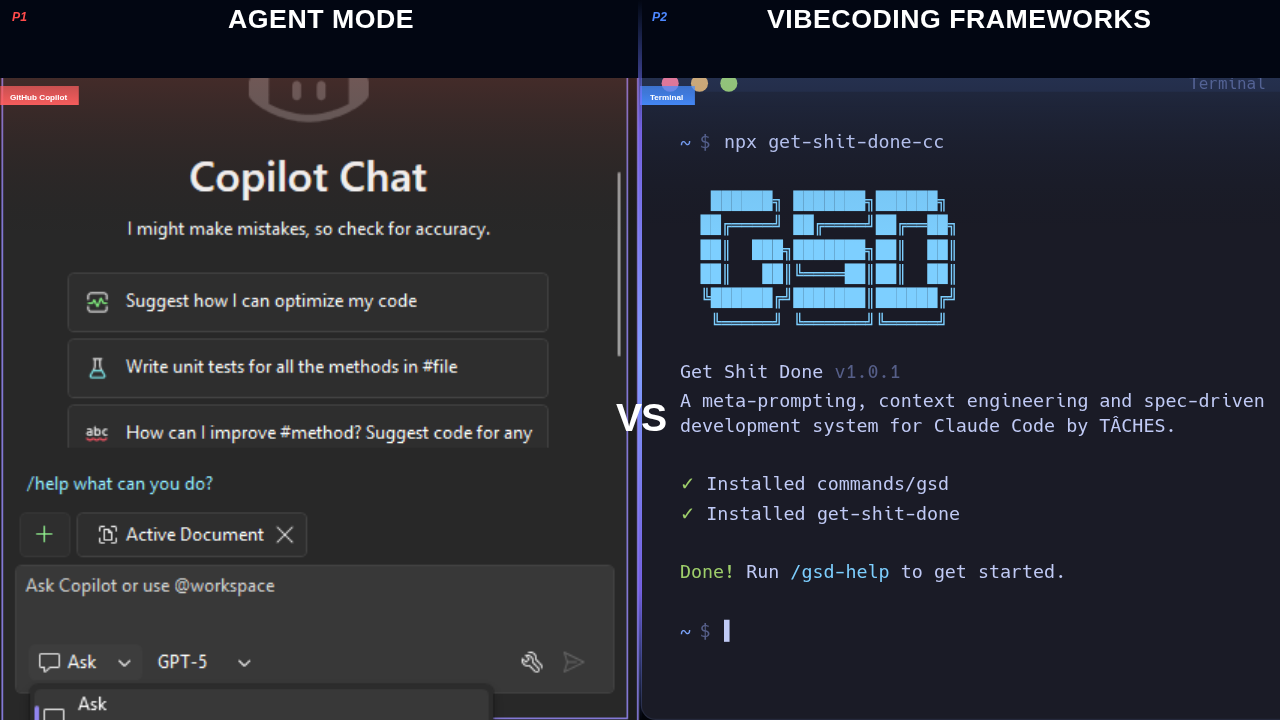 P1
AGENT MODE
GitHub Copilot
Copilot Chat
I might make mistakes, so check for accuracy.
Suggest how I can optimize my code
Write unit tests for all the methods in #file
abc How can I improve #method? Suggest code for any
/help what can you do?
+ Active Document
Ask Copilot or use @workspace
Ask GPT-5
Ask
VS
P2
VIBECODING FRAMEWORKS
Terminal
Terminal
~ $ npx get-shit-done-cc
GSD
Get Shit Done v1.0.1
A meta-prompting, context engineering and spec-driven
development system for Claude Code by TÂCHES.
✓ Installed commands/gsd
✓ Installed get-shit-done
Done! Run /gsd-help to get started.
~ $